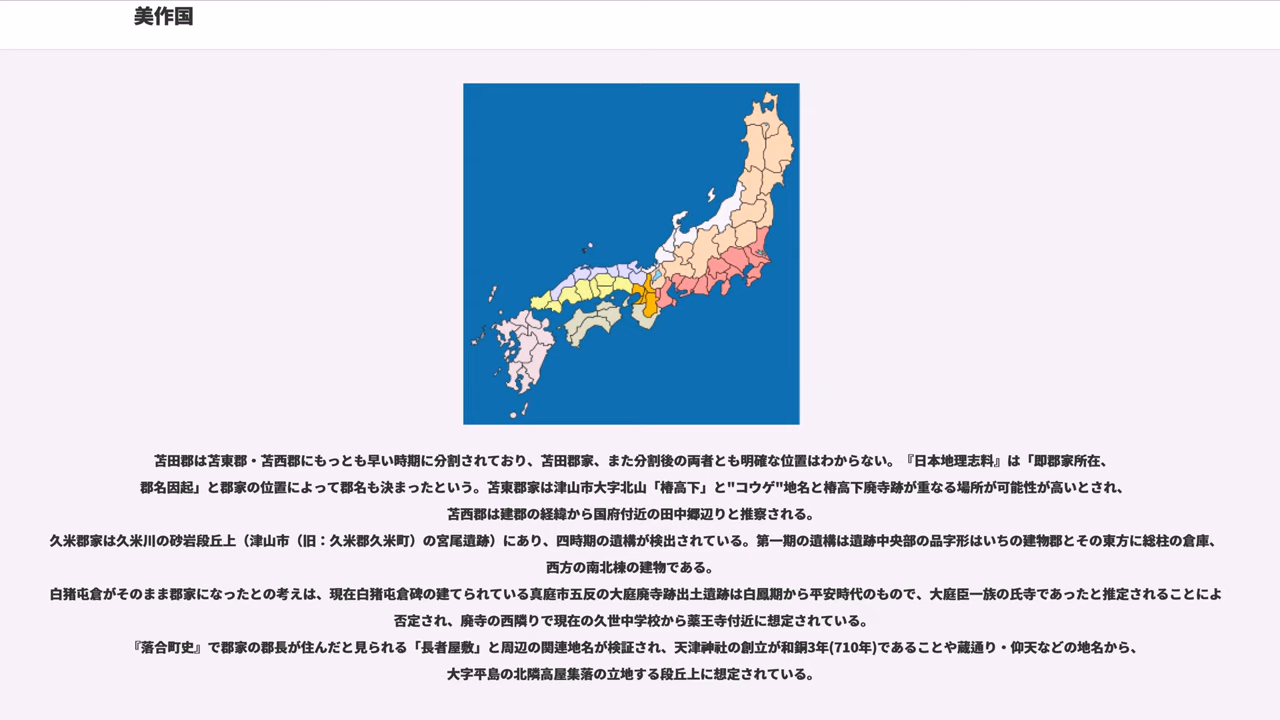 美作国
苫田郡は苫東郡・苫西郡にもっとも早い時期に分割されており、苫田郡家、また分割後の両者とも明確な位置はわからない。『日本地理志料』は「即郡家所在、
郡名因起」と郡家の位置によって郡名も決まったという。苫東郡家は津山市大字北山「椿高下」と"コウゲ"地名と椿高下廃寺跡が重なる場所が可能性が高いとされ、
苫西郡は建郡の経緯から国府付近の田中郷辺りと推察される。
久米郡家は久米川の砂岩段丘上（津山市（旧：久米郡久米町）の宮尾遺跡）にあり、四時期の遺構が検出されている。第一期の遺構は遺跡中央部の品字形はいちの建物郡とその東方に総柱の倉庫、
西方の南北棟の建物である。
白猪屯倉がそのまま郡家になったとの考えは、現在白猪屯倉碑の建てられている真庭市五反の大庭廃寺跡出土遺跡は白鳳期から平安時代のもので、大庭臣一族の氏寺であったと推定されることによ
否定され、廃寺の西隣りで現在の久世中学校から薬王寺付近に想定されている。
『落合町史』で郡家の郡長が住んだと見られる「長者屋敷」と周辺の関連地名が検証され、天津神社の創立が和銅3年(710年)であることや蔵通り・仰天などの地名から、
大字平島の北隣高屋集落の立地する段丘上に想定されている。